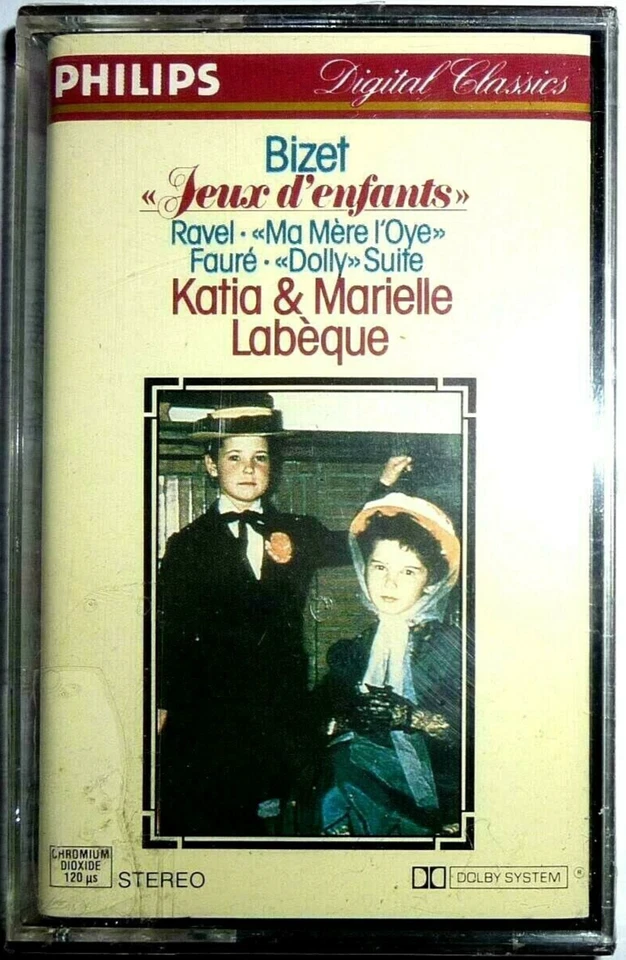 PHILIPS Digital Classics
Bizet
«Jeux d'enfants»
Ravel · «Ma Mère l'Oye»
Fauré · «Dolly» Suite
Katia & Marielle
Labèque
CHROMIUM
DIOXIDE
120 µs
STEREO
DOLBY SYSTEM ®